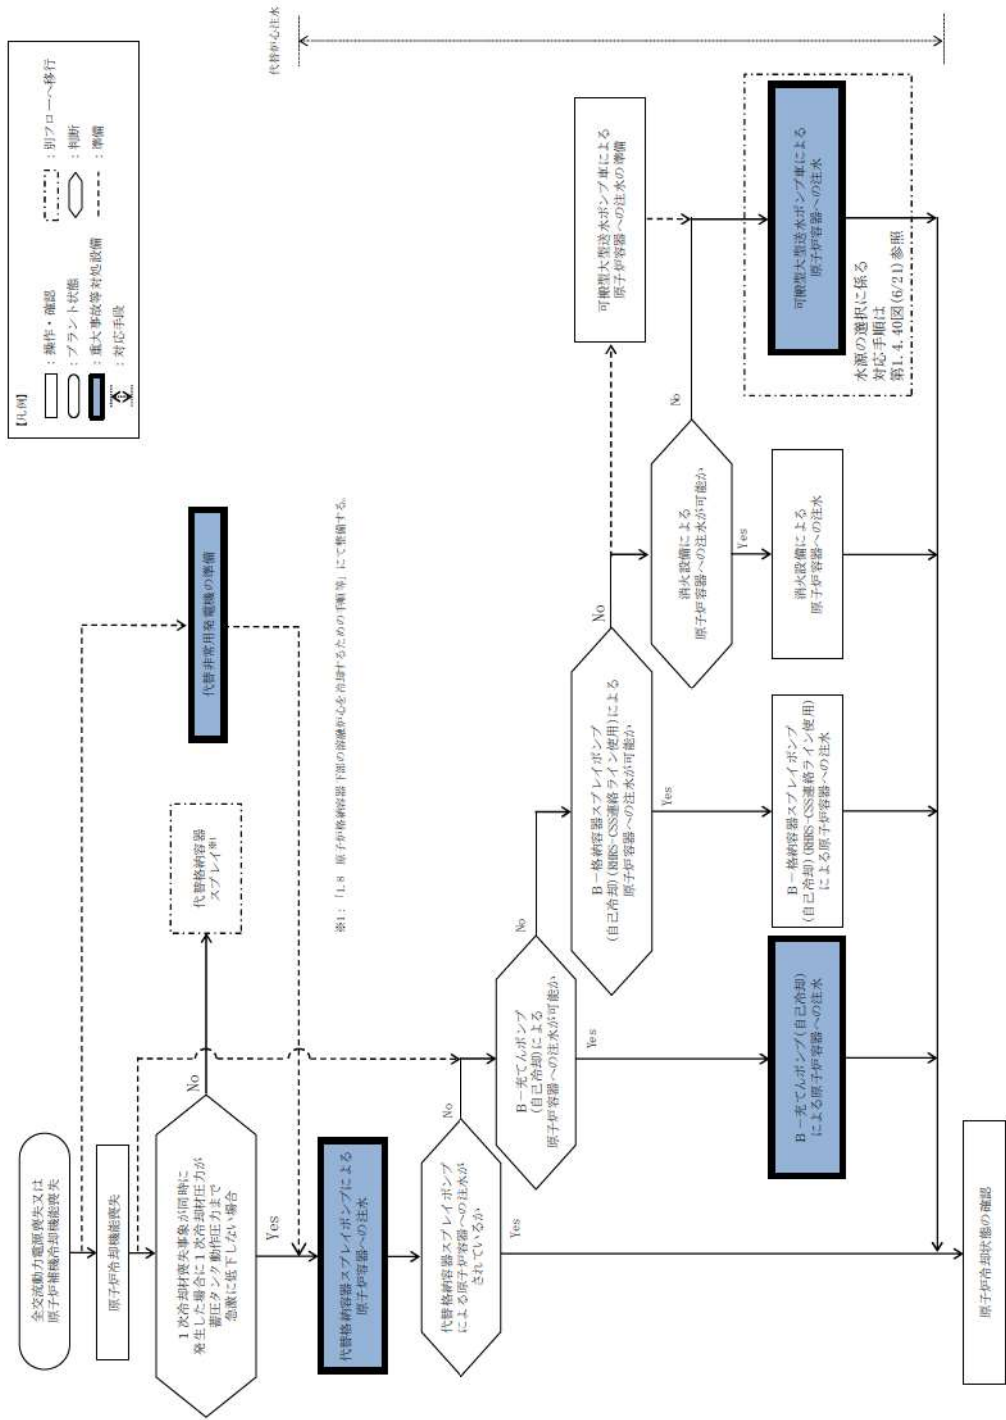 【凡例】
：操作・確認
：プラント状態
：重大事故等対処設備
：対応手段
：別フローへ移行
：判断
：準備
全交流動力電源喪失又は
原子炉補機冷却機能喪失
原子炉冷却機能喪失
1次冷却材喪失事象が同時に
発生した場合に1次冷却材圧力が
蓄圧タンク動作圧力まで
急激に低下しない場合
No
Yes
代替格納容器
スプレイ※1
代替非常用発電機の準備
代替格納容器スプレイポンプによる
原子炉容器への注水
代替格納容器スプレイポンプ
による原子炉容器への注水が
されているか
No
Yes
※1：「1.8　原子炉格納容器下部の溶融炉心を冷却するための手順等」にて整備する。
B－充てんポンプ
(自己冷却)による
原子炉容器への注水が可能か
No
Yes
B－格納容器スプレイポンプ
(自己冷却)(RHRS-CSS連絡ライン使用)による
原子炉容器への注水が可能か
No
Yes
消火設備による
原子炉容器への注水が可能か
No
Yes
可搬型大型送水ポンプ車による
原子炉容器への注水の準備
B－充てんポンプ(自己冷却)
による原子炉容器への注水
B－格納容器スプレイポンプ
(自己冷却)(RHRS-CSS連絡ライン使用)
による原子炉容器への注水
消火設備による
原子炉容器への注水
可搬型大型送水ポンプ車による
原子炉容器への注水
水源の選択に係る
対応手順は
第1.4.40図(6/21)参照
原子炉冷却状態の確認
代替炉心注水